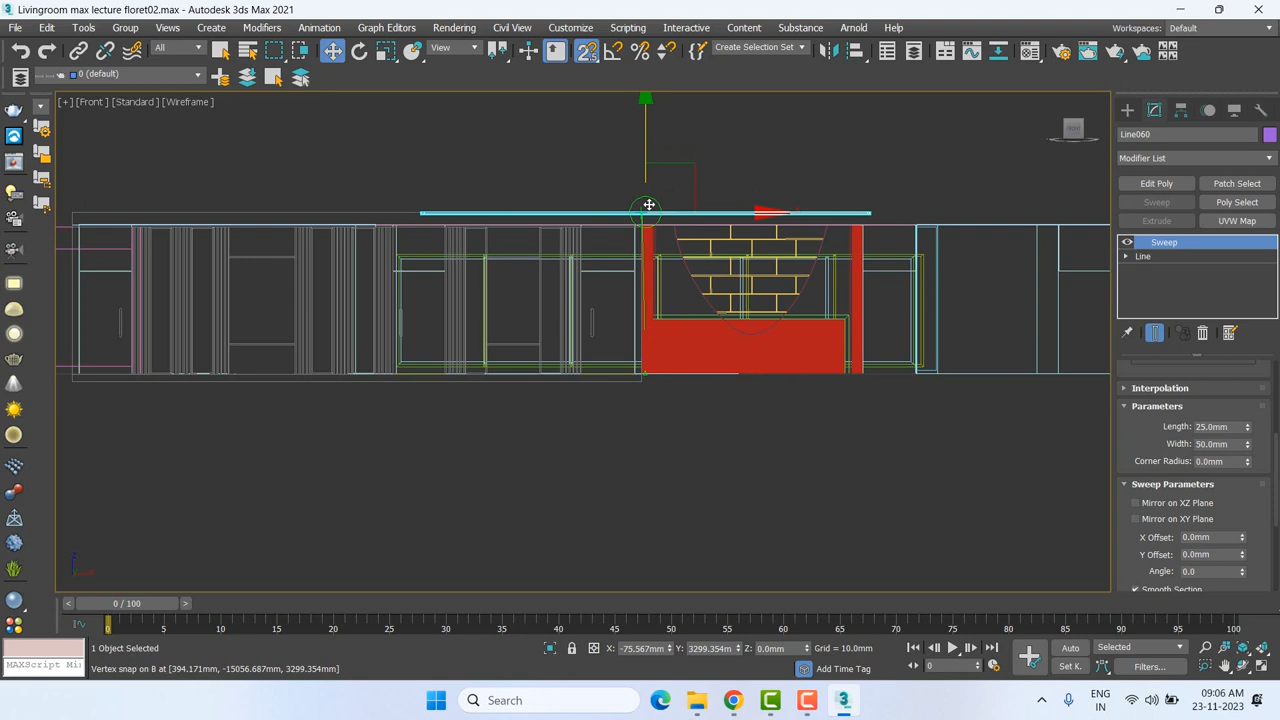 Livingroom max lecture floret02.max - Autodesk 3ds Max 2021
File Edit Tools Group Views Create Modifiers Animation Graph Editors Rendering Civil View Customize Scripting Interactive Content Substance Arnold Help
Workspaces: Default
All View Create Selection Set
0 (default)
[+] [Front] [Standard] [Wireframe]
FRONT
Line060
Modifier List
Edit Poly Patch Select
Sweep Poly Select
Extrude UVW Map
Sweep
Line
Interpolation
Parameters
Length: 25.0mm
Width: 50.0mm
Corner Radius: 0.0mm
Sweep Parameters
Mirror on XZ Plane
Mirror on XY Plane
X Offset: 0.0mm
Y Offset: 0.0mm
Angle: 0.0
Smooth Section
0 / 100
0 5 10 15 20 25 30 35 40 45 50 55 60 65 70 75 80 85 90 95 100
1 Object Selected
X: -75.567mm Y: 3299.354m Z: 0.0mm Grid = 10.0mm
Auto Selected
MAXScript Mi
Vertex snap on B at [394.171mm, -15056.687mm, 3299.354mm]
Add Time Tag
0
Set K. Filters...
Search
ENG
IN
09:06 AM
23-11-2023